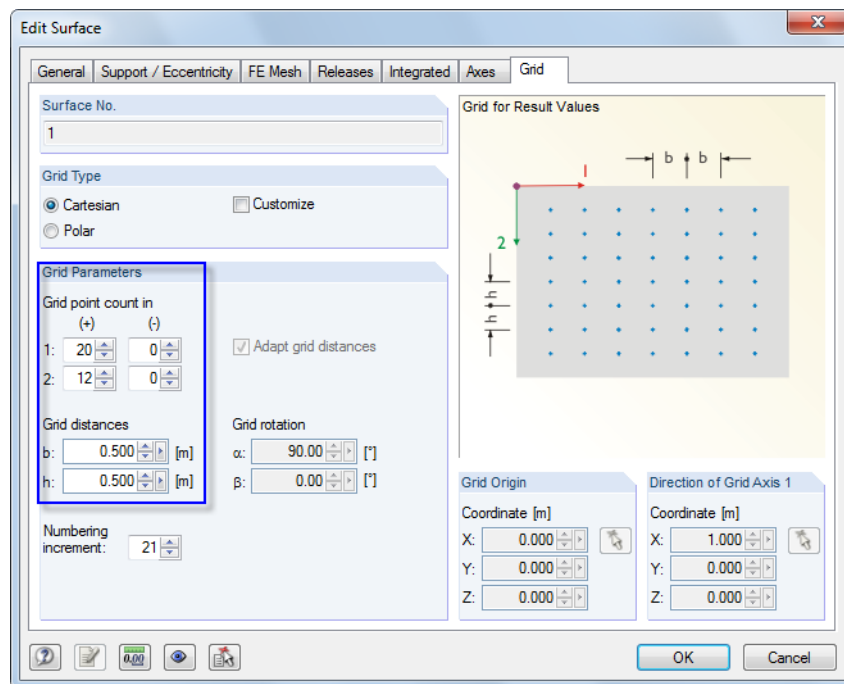 Edit Surface
General Support / Eccentricity FE Mesh Releases Integrated Axes Grid
Surface No.
1
Grid Type
Cartesian
Customize
Polar
Grid Parameters
Grid point count in
(+) (-)
1: 20 0
Adapt grid distances
2: 12 0
Grid distances
Grid rotation
b: 0.500 [m]
α: 90.00 [°]
h: 0.500 [m]
β: 0.00 [°]
Numbering
increment: 21
Grid for Result Values
b b
1
2
h
h
Grid Origin
Coordinate [m]
X: 0.000
Y: 0.000
Z: 0.000
Direction of Grid Axis 1
Coordinate [m]
X: 1.000
Y: 0.000
Z: 0.000
0.00
OK Cancel